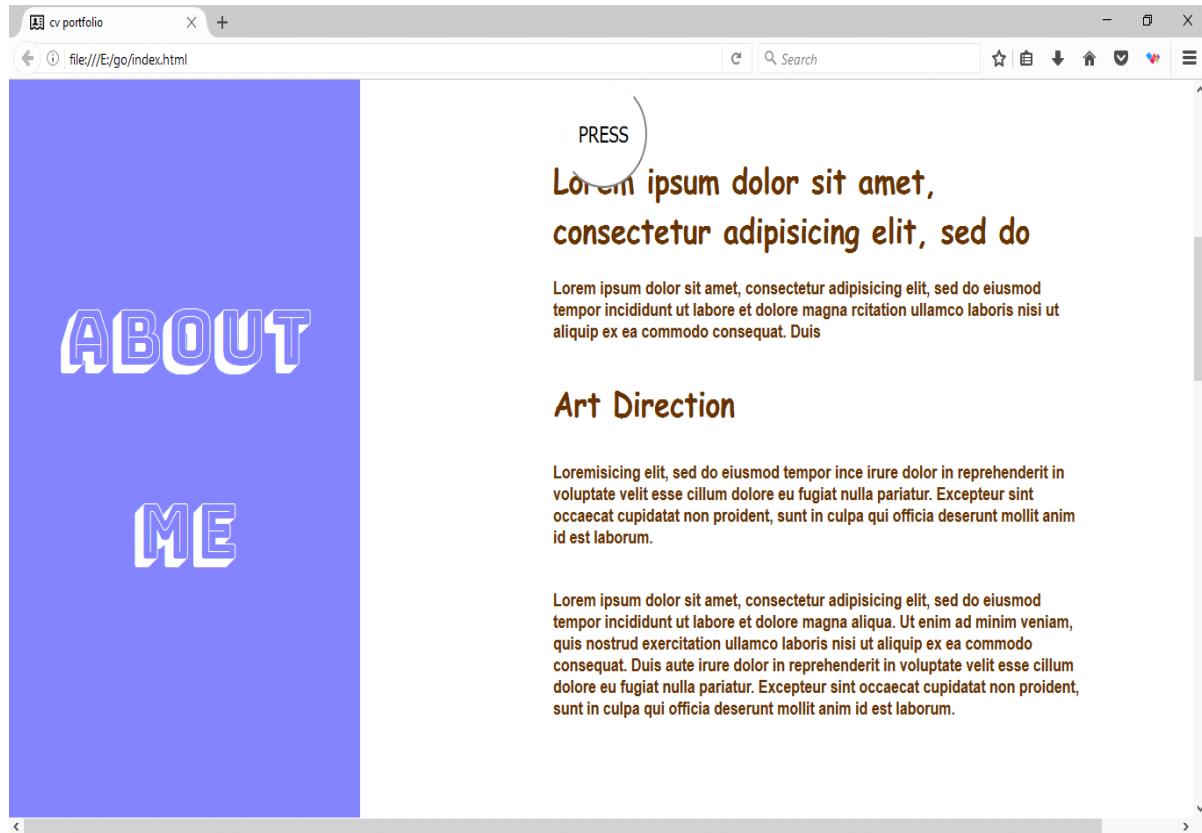 cv portfolio
file:///E:/go/index.html
Search
ABOUT
ME
PRESS
Lorem ipsum dolor sit amet,
consectetur adipisicing elit, sed do
Lorem ipsum dolor sit amet, consectetur adipisicing elit, sed do eiusmod
tempor incididunt ut labore et dolore magna rcitation ullamco laboris nisi ut
aliquip ex ea commodo consequat. Duis
Art Direction
Loremisicing elit, sed do eiusmod tempor ince irure dolor in reprehenderit in
voluptate velit esse cillum dolore eu fugiat nulla pariatur. Excepteur sint
occaecat cupidatat non proident, sunt in culpa qui officia deserunt mollit anim
id est laborum.
Lorem ipsum dolor sit amet, consectetur adipisicing elit, sed do eiusmod
tempor incididunt ut labore et dolore magna aliqua. Ut enim ad minim veniam,
quis nostrud exercitation ullamco laboris nisi ut aliquip ex ea commodo
consequat. Duis aute irure dolor in reprehenderit in voluptate velit esse cillum
dolore eu fugiat nulla pariatur. Excepteur sint occaecat cupidatat non proident,
sunt in culpa qui officia deserunt mollit anim id est laborum.